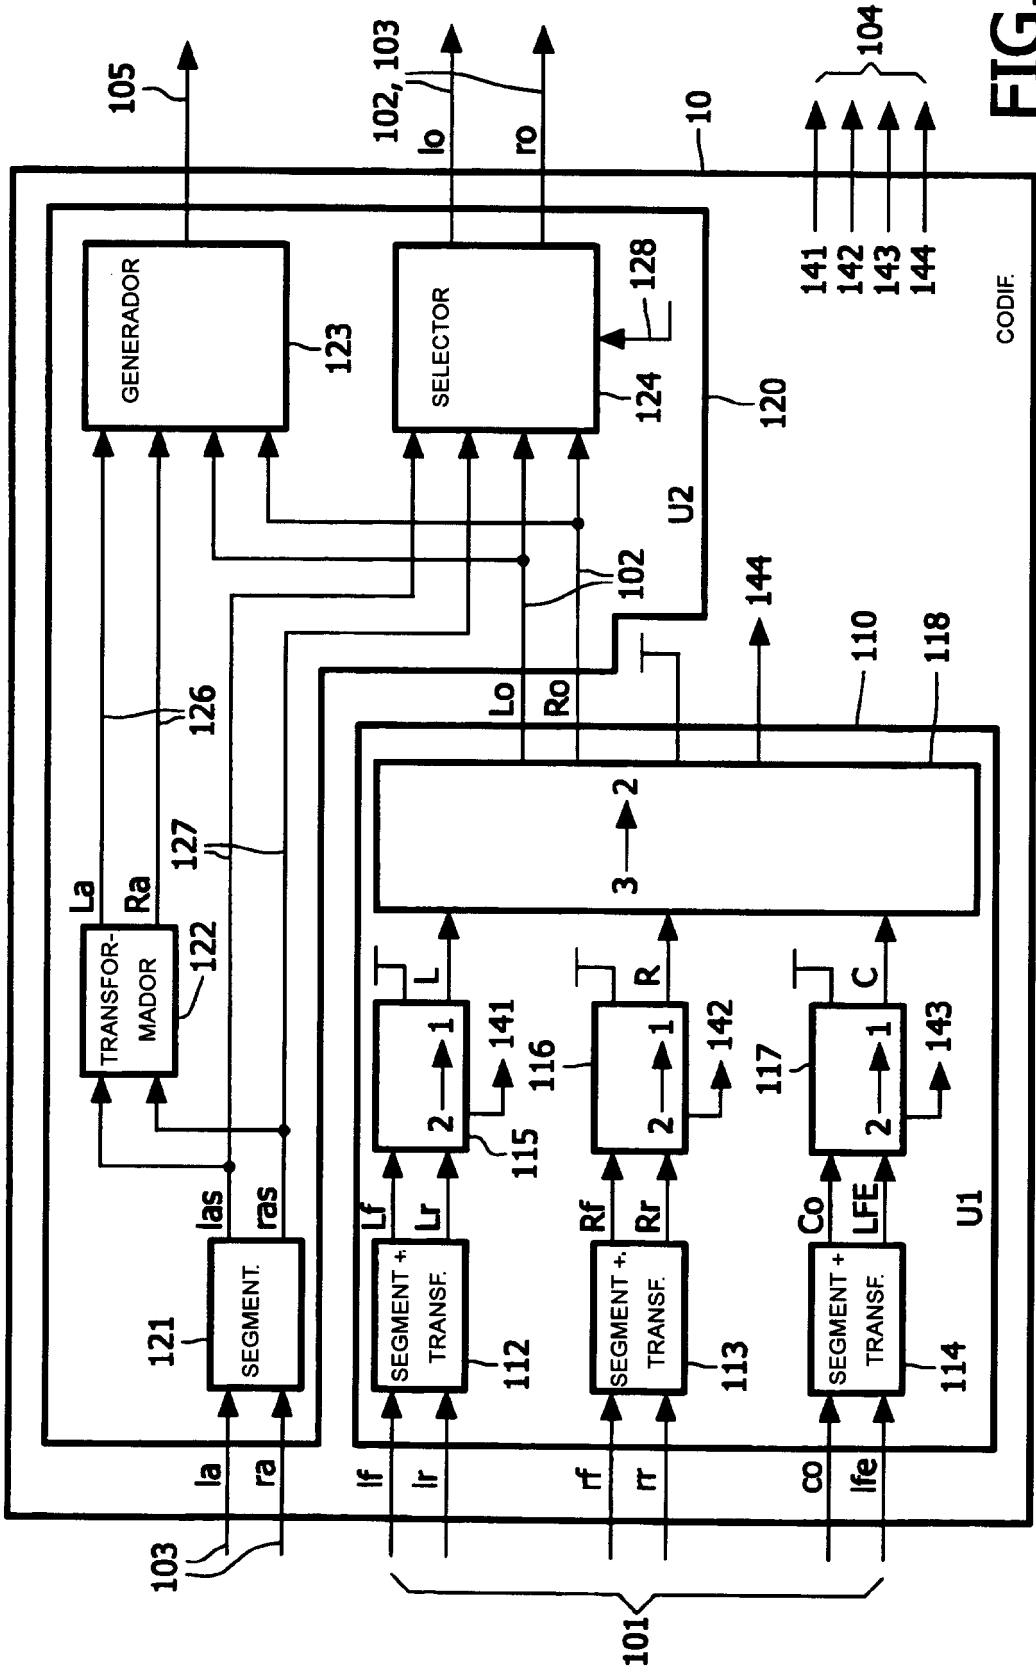 103
la
ra
121
SEGMENT.
las
ras
TRANSFOR-
MADOR
122
La
Ra
126
127
GENERADOR
123
105
SELECTOR
124
128
lo
ro
102, 103
U2
120
102
Lo
Ro
101
lf
lr
rf
rr
co
lfe
SEGMENT +.
TRANSF.
112
SEGMENT +.
TRANSF.
113
SEGMENT +
TRANSF.
114
Lf
Lr
Rf
Rr
Co
LFE
2 → 1
115
141
2 → 1
116
142
2 → 1
117
143
L
R
C
3 → 2
U1
144
110
118
10
141
142
143
144
104
CODIF.
FIG.